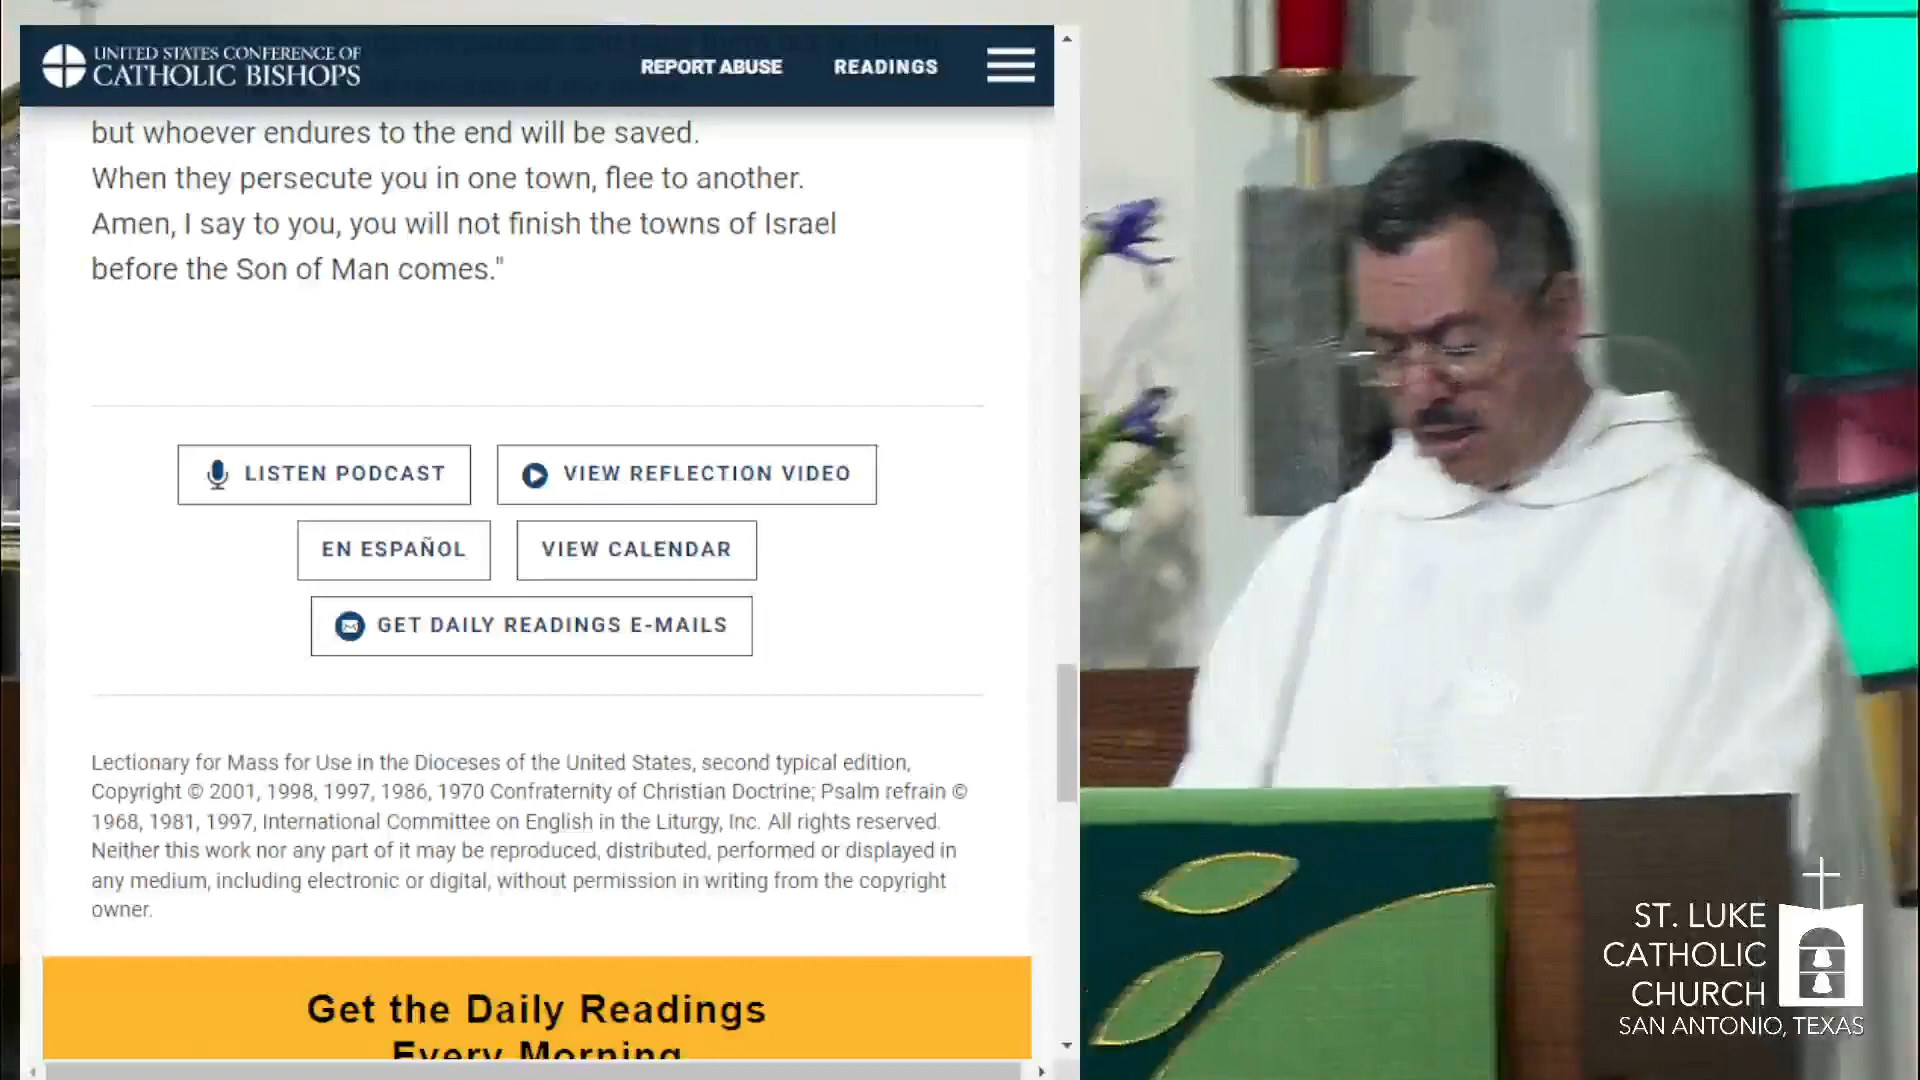 UNITED STATES CONFERENCE OF
CATHOLIC BISHOPS
REPORT ABUSE
READINGS
but whoever endures to the end will be saved.
When they persecute you in one town, flee to another.
Amen, I say to you, you will not finish the towns of Israel
before the Son of Man comes."
LISTEN PODCAST
VIEW REFLECTION VIDEO
EN ESPAÑOL
VIEW CALENDAR
GET DAILY READINGS E-MAILS
Lectionary for Mass for Use in the Dioceses of the United States, second typical edition,
Copyright © 2001, 1998, 1997, 1986, 1970 Confraternity of Christian Doctrine; Psalm refrain ©
1968, 1981, 1997, International Committee on English in the Liturgy, Inc. All rights reserved.
Neither this work nor any part of it may be reproduced, distributed, performed or displayed in
any medium, including electronic or digital, without permission in writing from the copyright
owner.
Get the Daily Readings
Every Morning
ST. LUKE
CATHOLIC
CHURCH
SAN ANTONIO, TEXAS